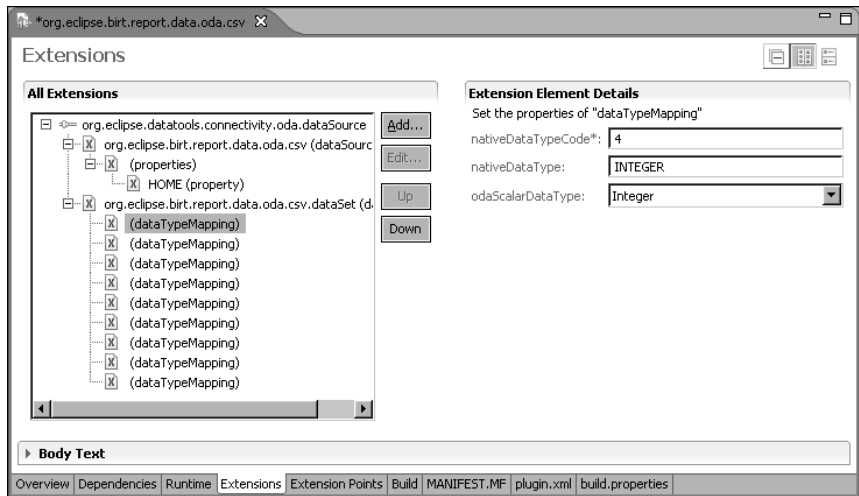 *org.eclipse.birt.report.data.oda.csv
Extensions
All Extensions
org.eclipse.datatools.connectivity.oda.dataSource
org.eclipse.birt.report.data.oda.csv (dataSourc
(properties)
HOME (property)
org.eclipse.birt.report.data.oda.csv.dataSet (d
(dataTypeMapping)
(dataTypeMapping)
(dataTypeMapping)
(dataTypeMapping)
(dataTypeMapping)
(dataTypeMapping)
(dataTypeMapping)
(dataTypeMapping)
(dataTypeMapping)
Add...
Edit...
Up
Down
Extension Element Details
Set the properties of "dataTypeMapping"
nativeDataTypeCode*: 4
nativeDataType: INTEGER
odaScalarDataType: Integer
Body Text
Overview Dependencies Runtime Extensions Extension Points Build MANIFEST.MF plugin.xml build.properties